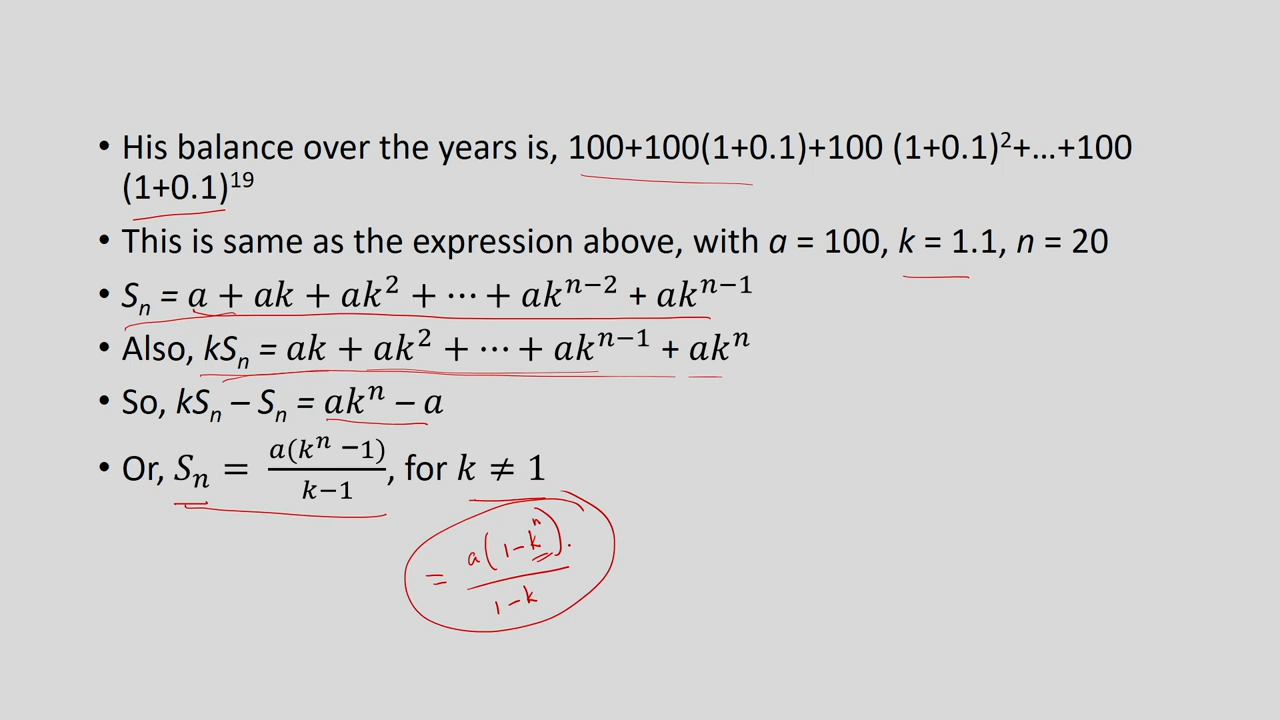 • His balance over the years is, 100+100(1+0.1)+100 (1+0.1)²+…+100
(1+0.1)¹⁹
• This is same as the expression above, with a = 100, k = 1.1, n = 20
• Sₙ = a + ak + ak² + ⋯ + akⁿ⁻² + akⁿ⁻¹
• Also, kSₙ = ak + ak² + ⋯ + akⁿ⁻¹ + akⁿ
• So, kSₙ – Sₙ = akⁿ − a
• Or, Sₙ = a(kⁿ −1)/k−1, for k ≠ 1
= a(1-kⁿ)./1-k